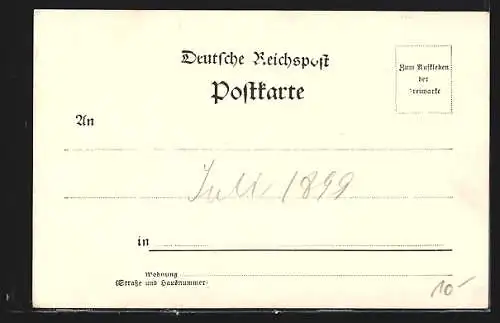 Deutsche Reichspost
Postkarte
Zum Aufkleben
der
Freimarke
An
Juli 1899
in
Wohnung
(Straße und Hausnummer)
10-